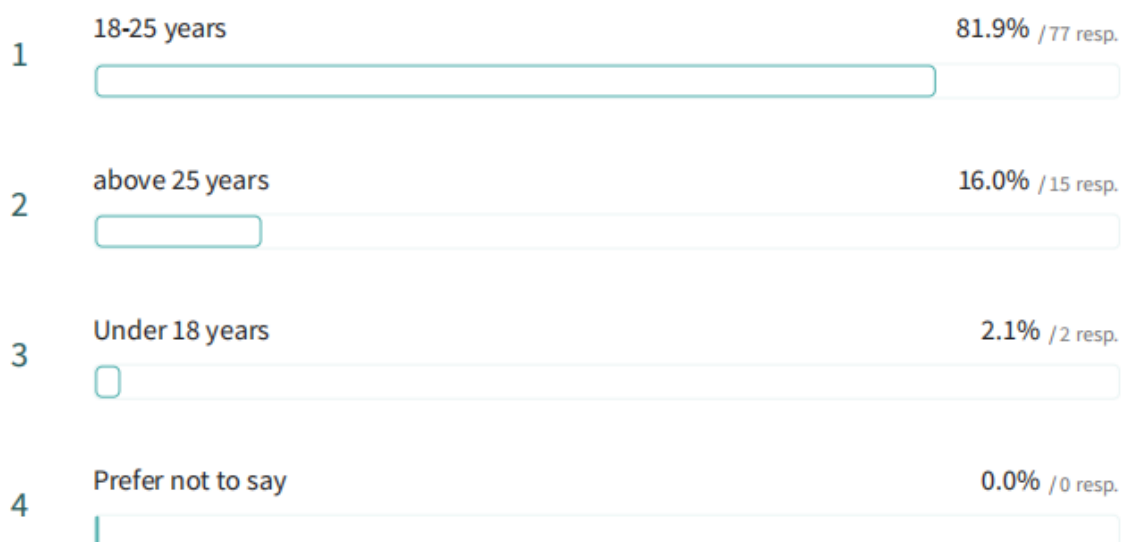 1
18-25 years 81.9% / 77 resp.
2
above 25 years 16.0% / 15 resp.
3
Under 18 years 2.1% / 2 resp.
4
Prefer not to say 0.0% / 0 resp.